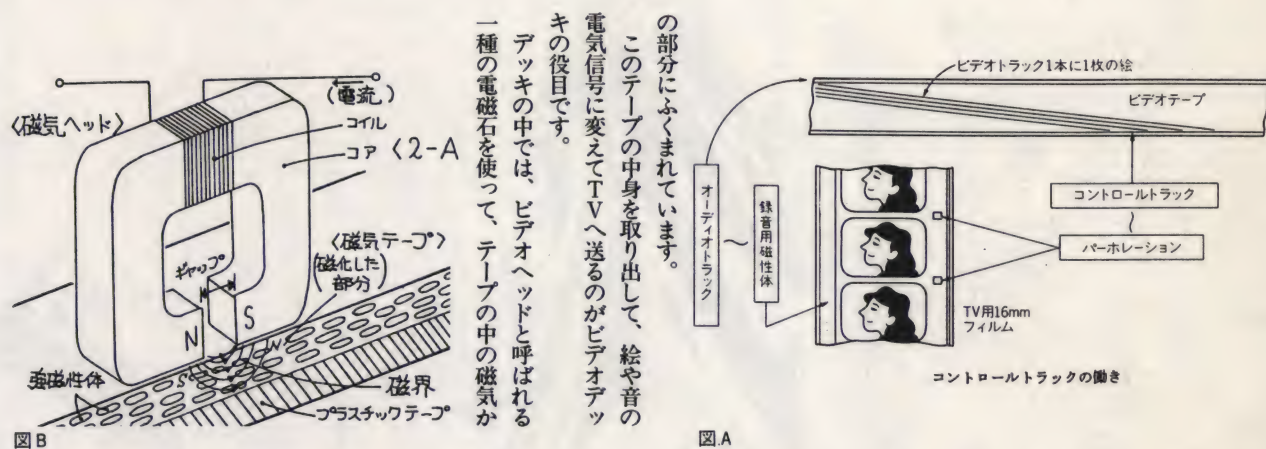 ビデオトラック1本に1枚の絵
ビデオテープ
オーディオトラック
録音用磁性体
コントロールトラック
パーホレーション
TV用16mm
フィルム
コントロールトラックの働き
図.A
の部分にふくまれています。
このテープの中身を取り出して、絵や音の
電気信号に変えてTVへ送るのがビデオデッ
キの役目です。
デッキの中では、ビデオヘッドと呼ばれる
一種の電磁石を使って、テープの中の磁気か
(電流)
〈磁気ヘッド〉
コイル
コア
〈2-A
〈磁気テープ〉
(磁化した
部分)
ギャップ
N
S
N
S
強磁性体
磁界
プラスチックテープ
図B